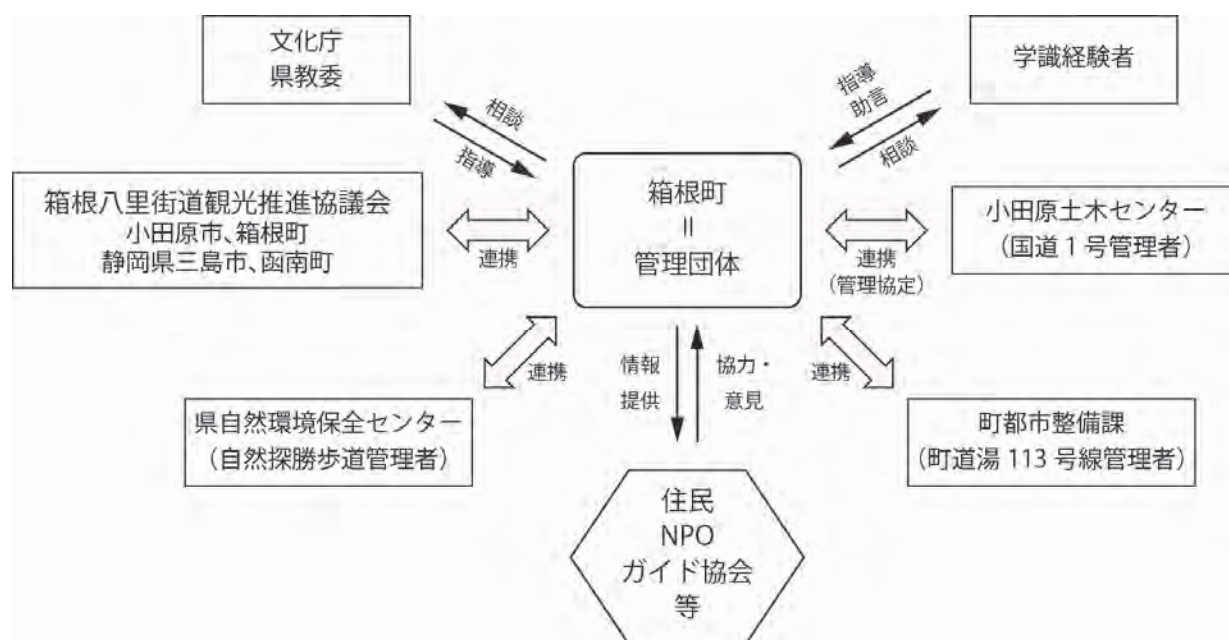 文化庁
県教委
学識経験者
相談
指導
指導
助言
相談
箱根町
=
管理団体
箱根八里街道観光推進協議会
小田原市、箱根町
静岡県三島市、函南町
連携
連携
(管理協定)
小田原土木センター
(国道1号管理者)
連携
情報
提供
協力・
意見
連携
県自然環境保全センター
(自然探勝歩道管理者)
町都市整備課
(町道湯113号線管理者)
住民
NPO
ガイド協会
等